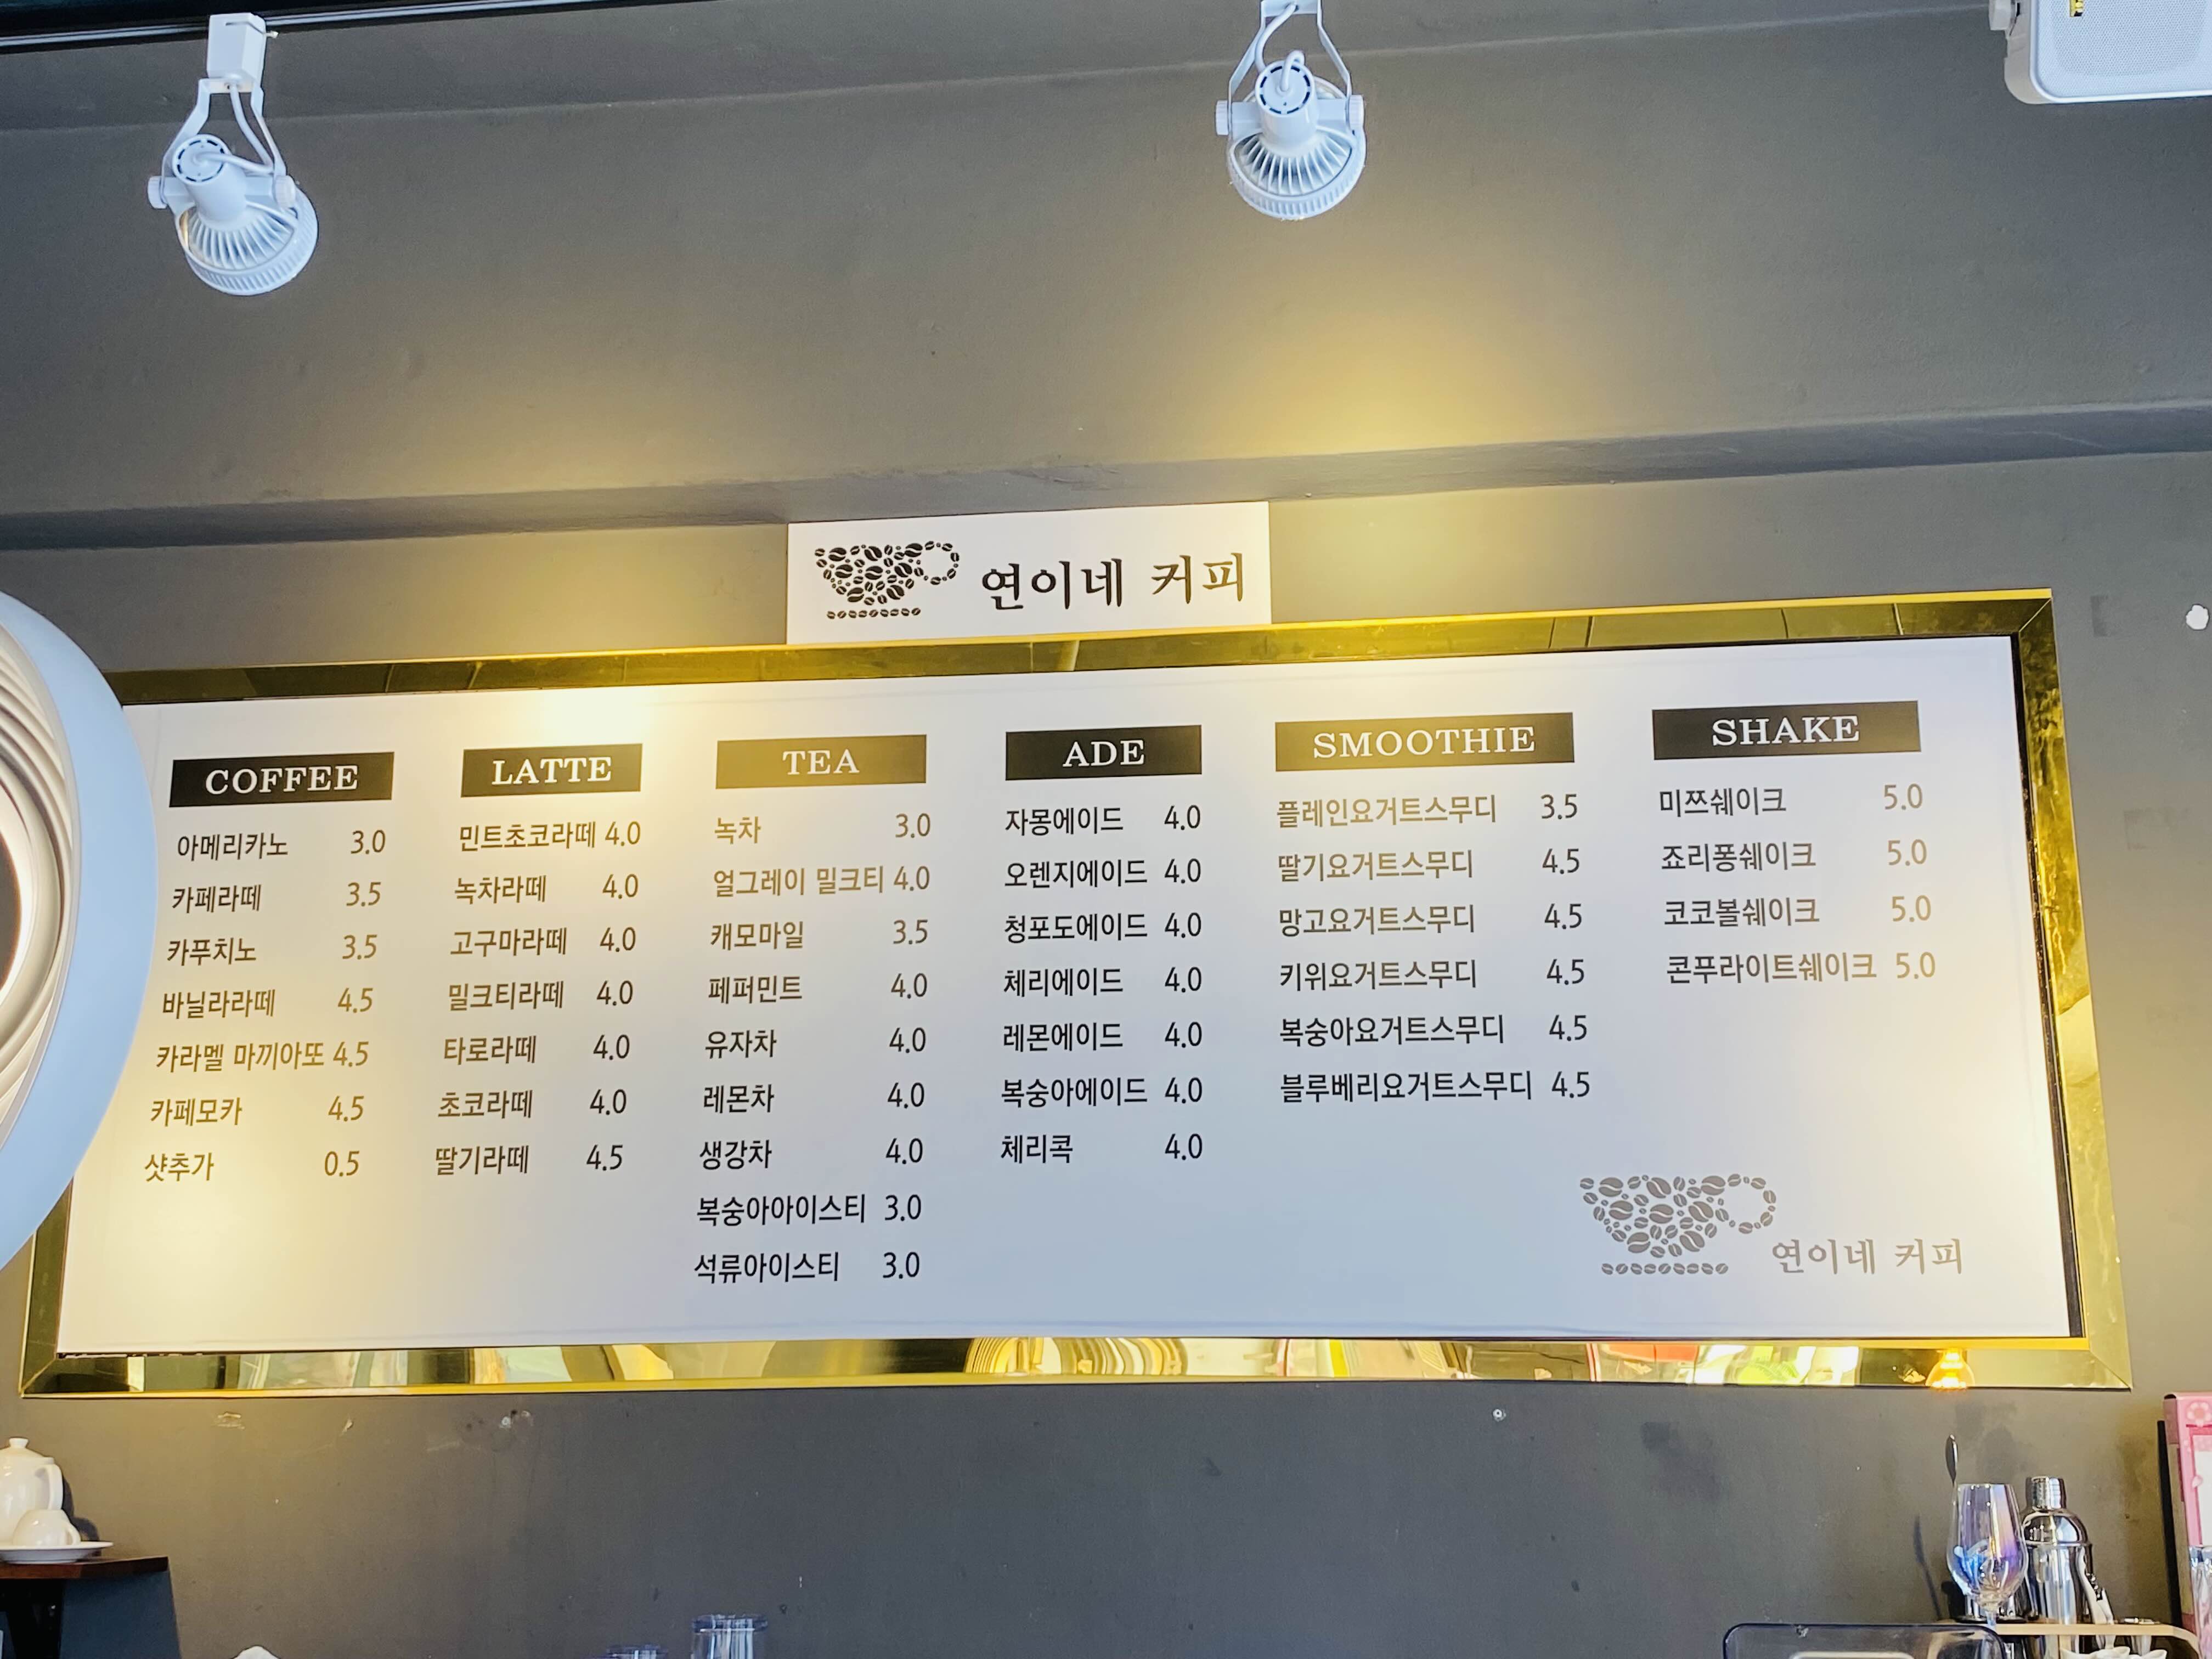 연이네 커피
COFFEE
아메리카노 3.0
카페라떼 3.5
카푸치노 3.5
바닐라라떼 4.5
카라멜 마끼아또 4.5
카페모카 4.5
샷추가 0.5
LATTE
민트초코라떼 4.0
녹차라떼 4.0
고구마라떼 4.0
밀크티라떼 4.0
타로라떼 4.0
초코라떼 4.0
딸기라떼 4.5
TEA
녹차 3.0
얼그레이 밀크티 4.0
캐모마일 3.5
페퍼민트 4.0
유자차 4.0
레몬차 4.0
생강차 4.0
복숭아아이스티 3.0
석류아이스티 3.0
ADE
자몽에이드 4.0
오렌지에이드 4.0
청포도에이드 4.0
체리에이드 4.0
레몬에이드 4.0
복숭아에이드 4.0
체리콕 4.0
SMOOTHIE
플레인요거트스무디 3.5
딸기요거트스무디 4.5
망고요거트스무디 4.5
키위요거트스무디 4.5
복숭아요거트스무디 4.5
블루베리요거트스무디 4.5
SHAKE
미쯔쉐이크 5.0
죠리퐁쉐이크 5.0
코코볼쉐이크 5.0
콘푸라이트쉐이크 5.0
연이네 커피